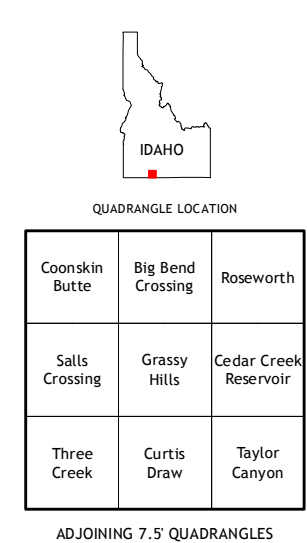 IDAHO
QUADRANGLE LOCATION
Coonskin
Butte
Big Bend
Crossing
Roseworth
Salls
Crossing
Grassy
Hills
Cedar Creek
Reservoir
Three
Creek
Curtis
Draw
Taylor
Canyon
ADJOINING 7.5' QUADRANGLES